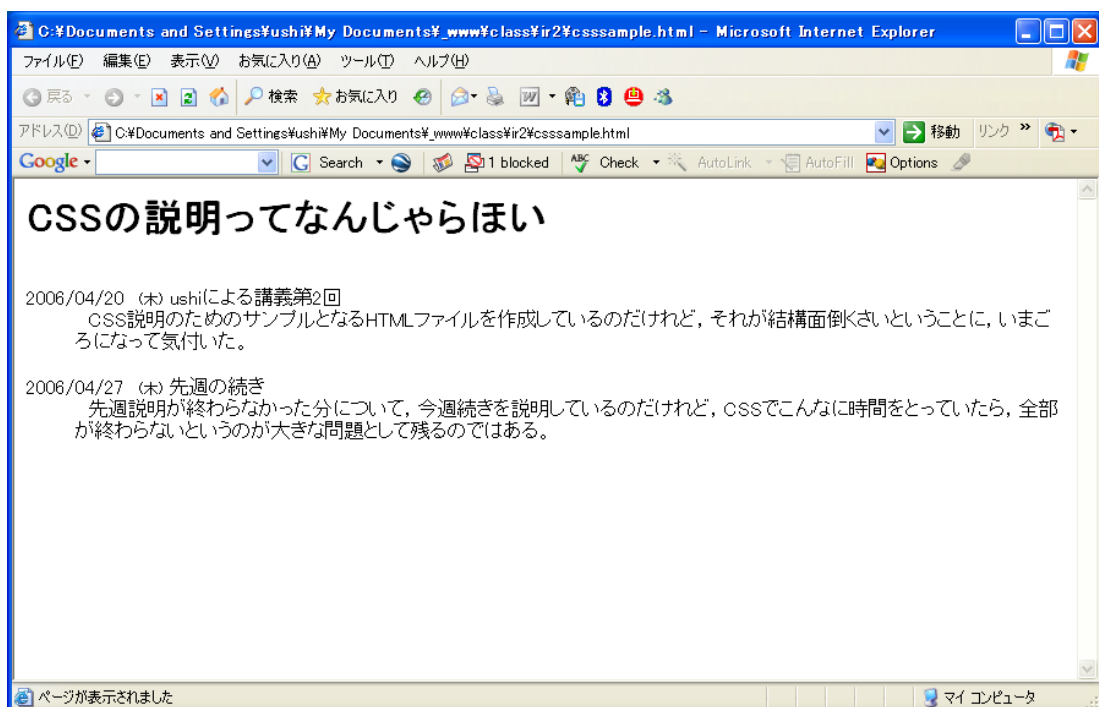 C:¥Documents and Settings¥ushi¥My Documents¥_www¥class¥ir2¥csssample.html - Microsoft Internet Explorer
ファイル(F) 編集(E) 表示(V) お気に入り(A) ツール(T) ヘルプ(H)
戻る 検索 お気に入り
アドレス(D) C:¥Documents and Settings¥ushi¥My Documents¥_www¥class¥ir2¥csssample.html 移動 リンク »
Google Search 1 blocked ABC Check AutoLink AutoFill Options
CSSの説明ってなんじゃらほい
2006/04/20 (木) ushiによる講義第2回
CSS説明のためのサンプルとなるHTMLファイルを作成しているのだけれど，それが結構面倒くさいということに，いまご
ろになって気付いた。
2006/04/27 (木) 先週の続き
先週説明が終わらなかった分について，今週続きを説明しているのだけれど，CSSでこんなに時間をとっていたら，全部
が終わらないというのが大きな問題として残るのではある。
ページが表示されました マイ コンピュータ